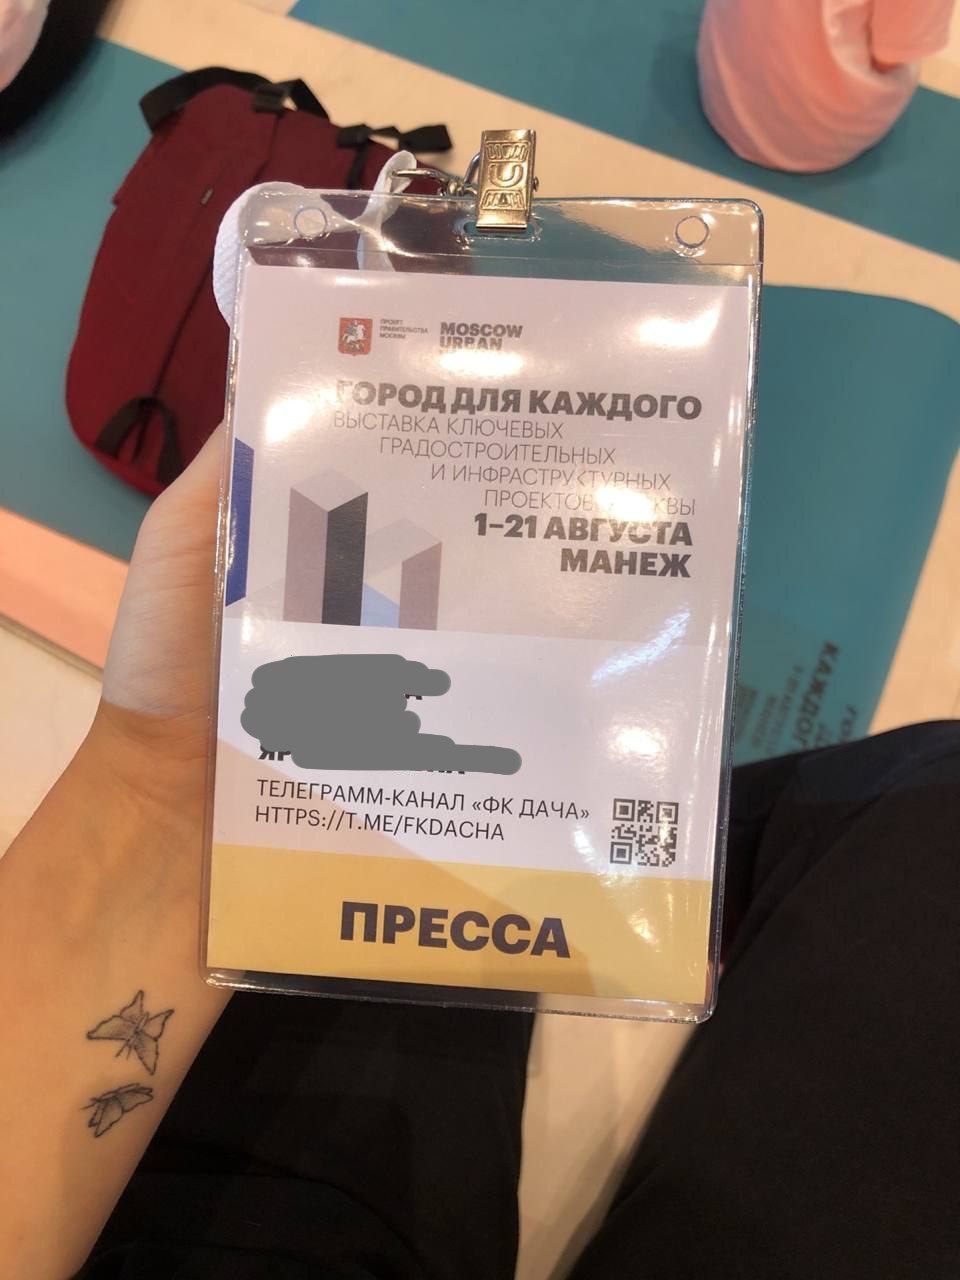 ПРОЕКТ
ПРАВИТЕЛЬСТВА
МОСКВЫ
MOSCOW
URBAN
ГОРОД ДЛЯ КАЖДОГО
ВЫСТАВКА КЛЮЧЕВЫХ
ГРАДОСТРОИТЕЛЬНЫХ
И ИНФРАСТРУКТУРНЫХ
ПРОЕКТОВ
1–21 АВГУСТА
МАНЕЖ
ТЕЛЕГРАММ-КАНАЛ «ФК ДАЧА»
HTTPS://T.ME/FKDACHA
ПРЕССА